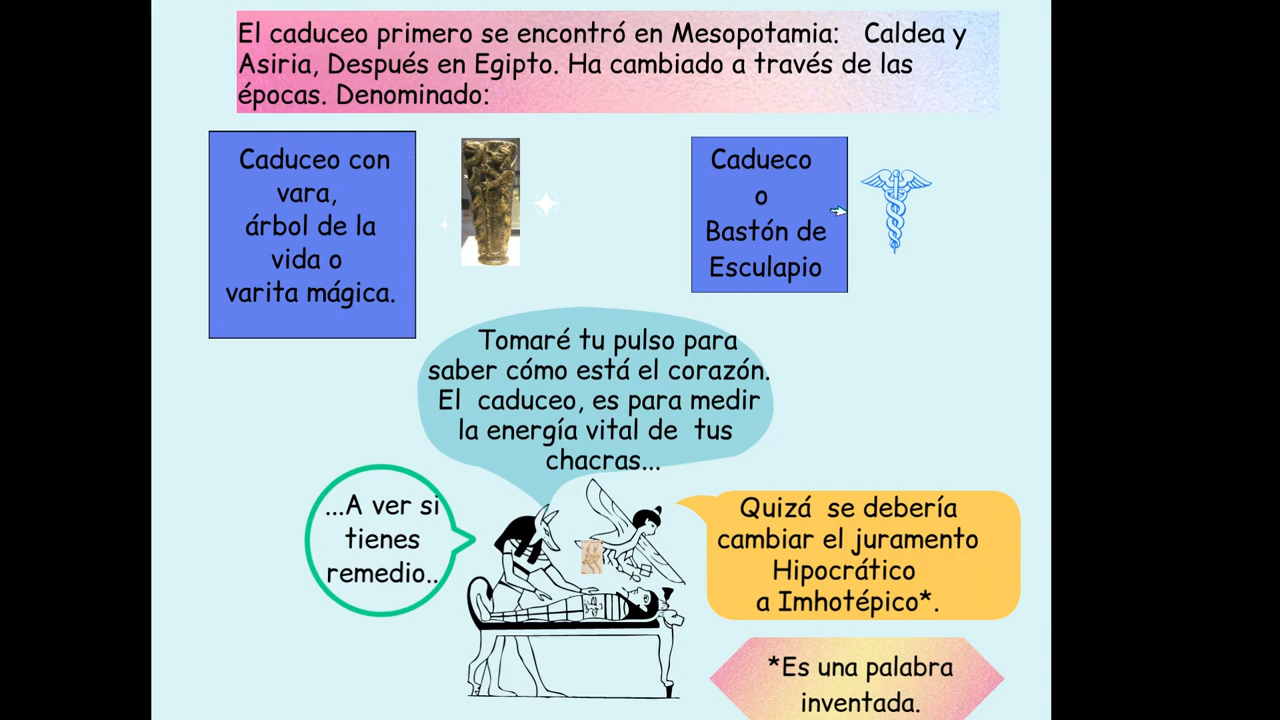 El caduceo primero se encontró en Mesopotamia: Caldea y
Asiria, Después en Egipto. Ha cambiado a través de las
épocas. Denominado:
Caduceo con
vara,
árbol de la
vida o
varita mágica.
Cadueco
o
Bastón de
Esculapio
Tomaré tu pulso para
saber cómo está el corazón.
El caduceo, es para medir
la energía vital de tus
chacras...
...A ver si
tienes
remedio..
Quizá se debería
cambiar el juramento
Hipocrático
a Imhotépico*.
*Es una palabra
inventada.